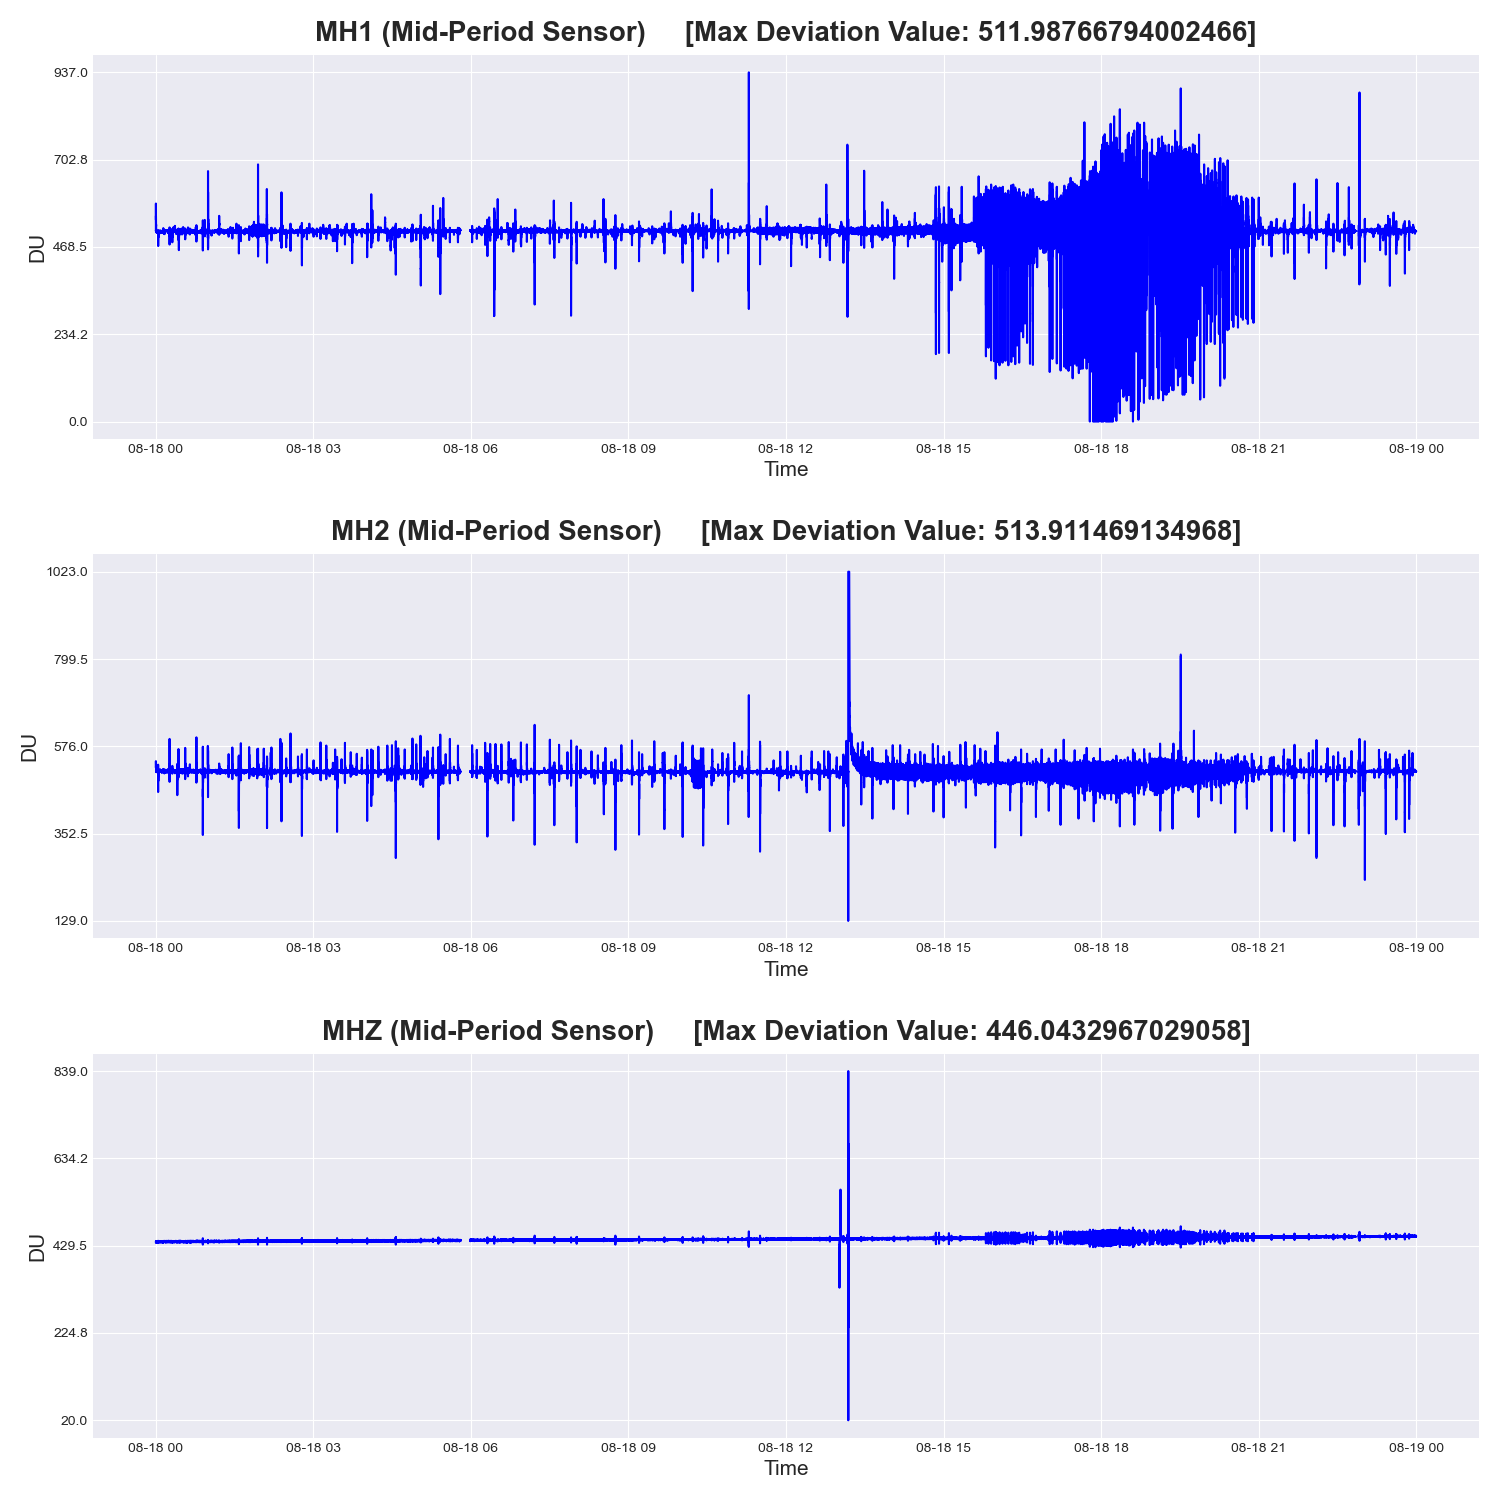 MH1 (Mid-Period Sensor) [Max Deviation Value: 511.98766794002466]
937.0
702.8
468.5
234.2
0.0
DU
08-18 00 08-18 03 08-18 06 08-18 09 08-18 12 08-18 15 08-18 18 08-18 21 08-19 00
Time
MH2 (Mid-Period Sensor) [Max Deviation Value: 513.911469134968]
1023.0
799.5
576.0
352.5
129.0
DU
08-18 00 08-18 03 08-18 06 08-18 09 08-18 12 08-18 15 08-18 18 08-18 21 08-19 00
Time
MHZ (Mid-Period Sensor) [Max Deviation Value: 446.0432967029058]
839.0
634.2
429.5
224.8
20.0
DU
08-18 00 08-18 03 08-18 06 08-18 09 08-18 12 08-18 15 08-18 18 08-18 21 08-19 00
Time